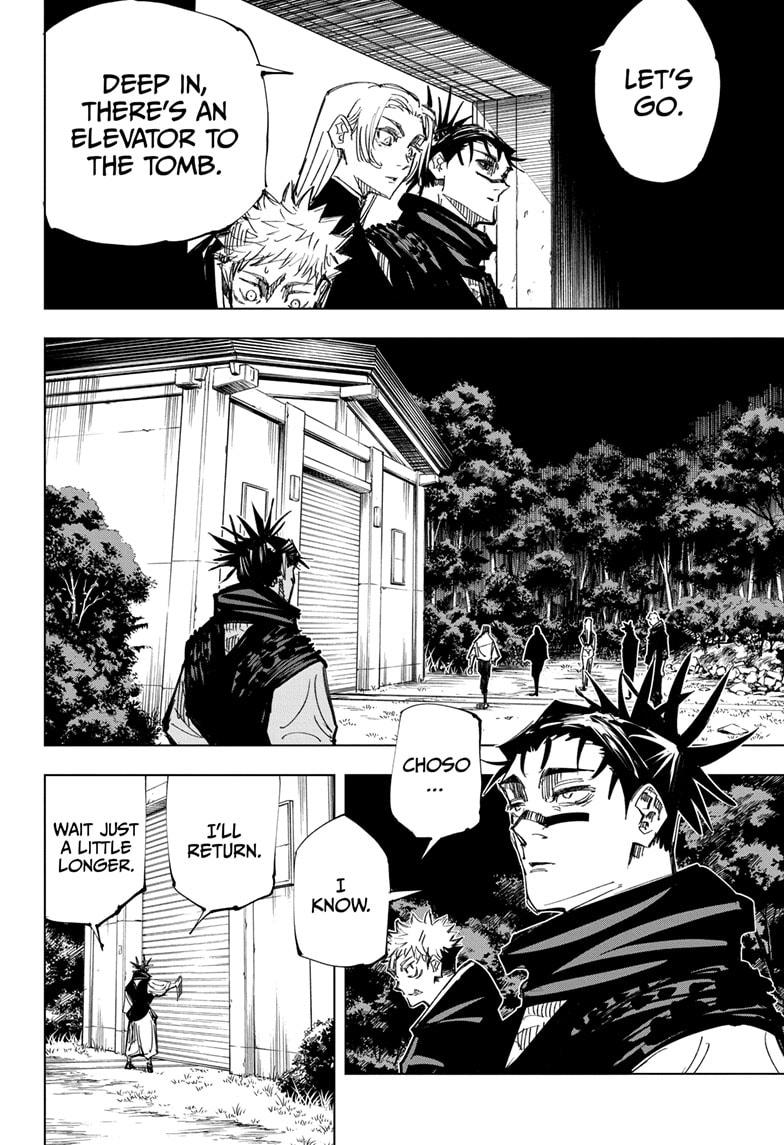 LET'S
GO.
DEEP IN,
THERE'S AN
ELEVATOR TO
THE TOMB.
CHOSO
...
I
KNOW.
I'LL
RETURN.
WAIT JUST
A LITTLE
LONGER.